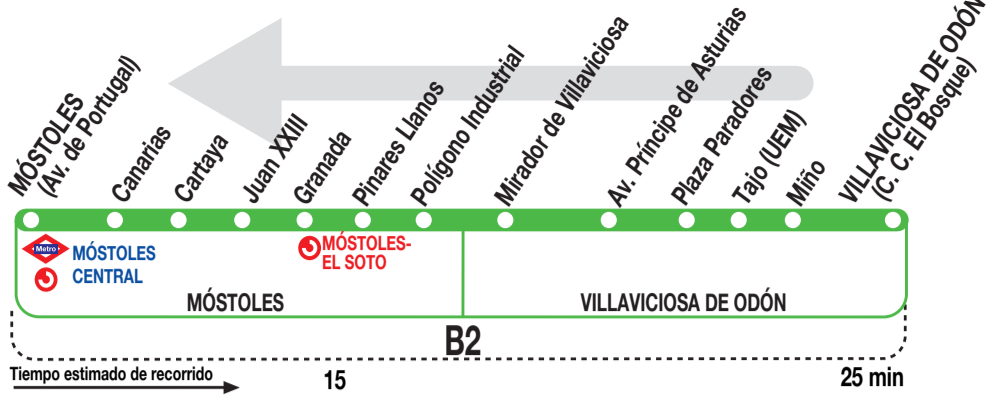 MÓSTOLES
(Av. de Portugal)
Canarias
Cartaya
Juan XXIII
Granada
Pinares Llanos
Polígono Industrial
Mirador de Villaviciosa
Av. Príncipe de Asturias
Plaza Paradores
Tajo (UEM)
Miño
VILLAVICIOSA DE ODÓN
(C. C. El Bosque)
Metro
MÓSTOLES
CENTRAL
MÓSTOLES-
EL SOTO
MÓSTOLES
VILLAVICIOSA DE ODÓN
B2
Tiempo estimado de recorrido
15
25 min